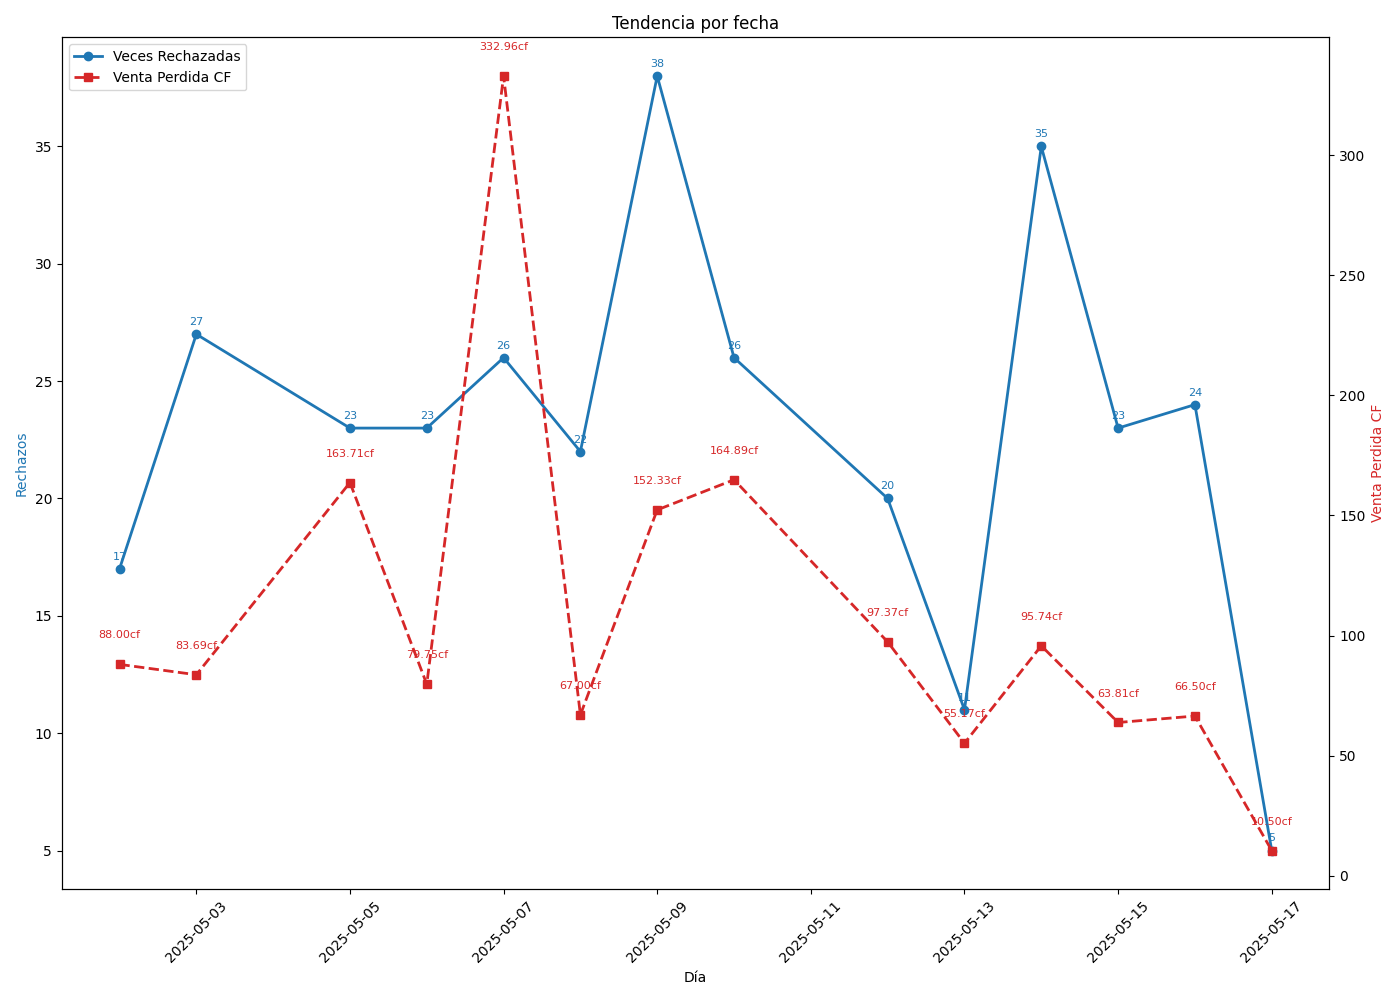 Tendencia por fecha
Veces Rechazadas
Venta Perdida CF
332.96cf
38
35
27
26
26
23
23
22
23
24
163.71cf
164.89cf
152.33cf
20
17
88.00cf
83.69cf
79.75cf
67.00cf
97.37cf
11
55.17cf
95.74cf
63.81cf
66.50cf
10.50cf
5
35
30
25
20
15
10
5
Rechazos
300
250
200
150
100
50
0
Venta Perdida CF
2025-05-03
2025-05-05
2025-05-07
2025-05-09
2025-05-11
2025-05-13
2025-05-15
2025-05-17
Día